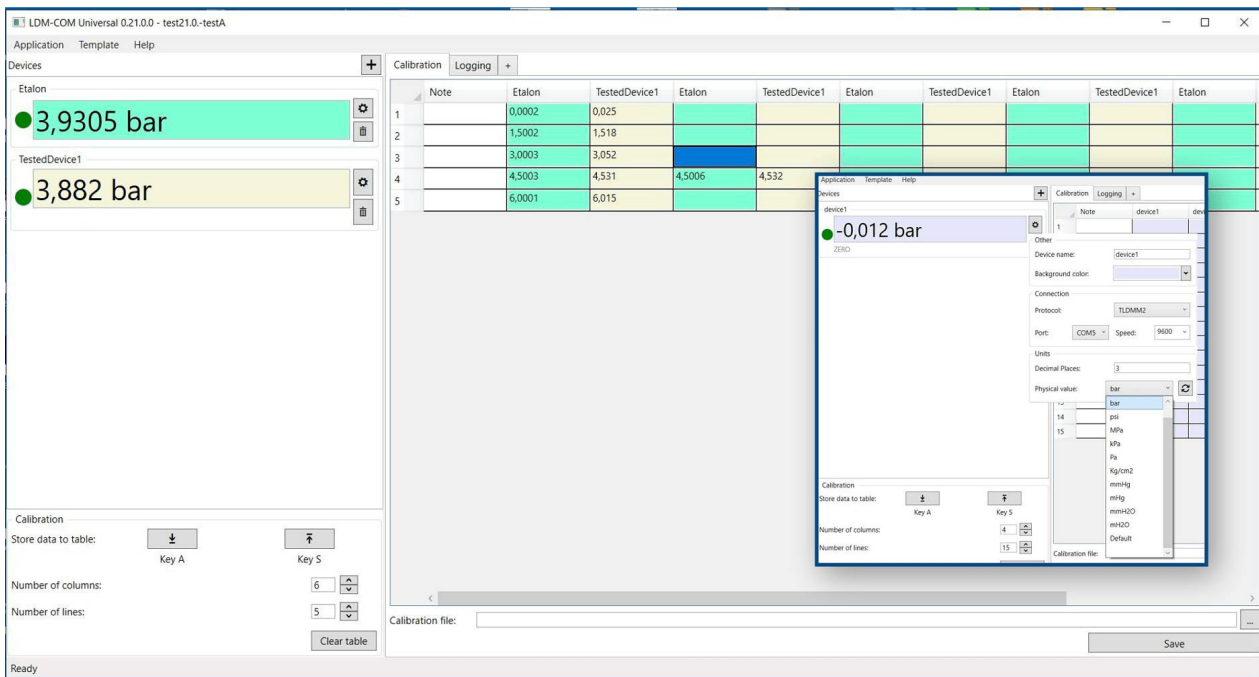 LDM-COM Universal 0.21.0.0 - test21.0.-testA
Application Template Help
Devices +
Calibration Logging +
Etalon
3,9305 bar
TestedDevice1
3,882 bar
Note Etalon TestedDevice1 Etalon TestedDevice1 Etalon TestedDevice1 Etalon TestedDevice1 Etalon
1 0,0002 0,025
2 1,5002 1,518
3 3,0003 3,052
4 4,5003 4,531 4,5006 4,532
5 6,0001 6,015
Calibration
Store data to table:
Key A Key S
Number of columns: 6
Number of lines: 5
Clear table
Calibration file: ...
Save
Ready
Application Template Help
Devices +
Calibration Logging +
device1
-0,012 bar
ZERO
Note device1
1
Other
Device name: device1
Background color:
Connection
Protocol: TLDMM2
Port: COM5 Speed: 9600
Units
Decimal Places: 3
Physical value: bar
bar
psi
MPa
kPa
Pa
Kg/cm2
mmHg
mHg
mmH2O
mH2O
Default
14
15
Calibration
Store data to table:
Key A Key S
Number of columns: 4
Number of lines: 15
Calibration file: